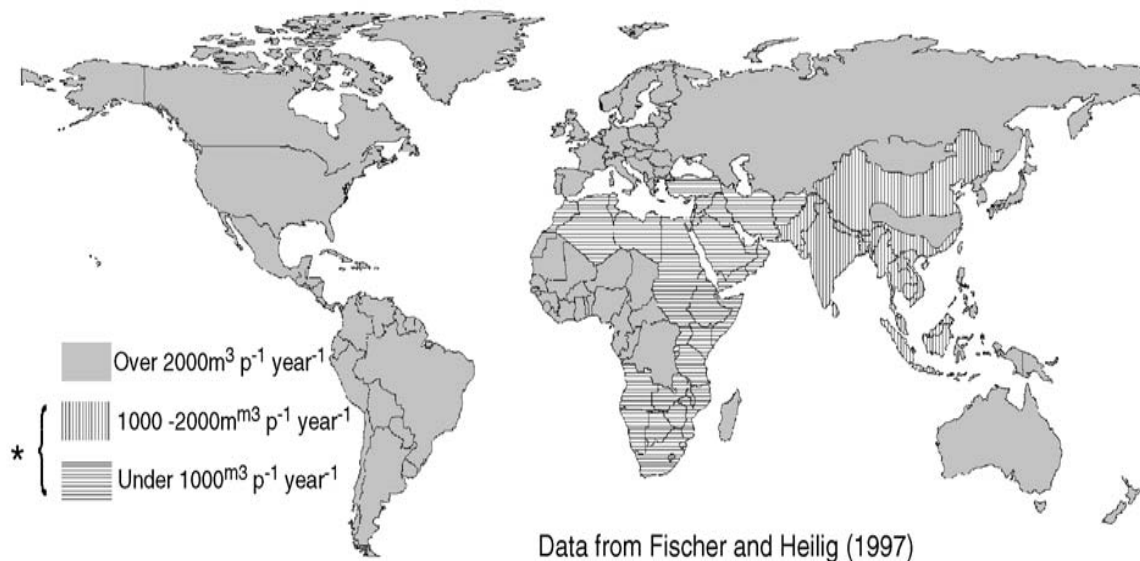 Over 2000m³ p⁻¹ year⁻¹
1000 -2000mᵐ³ p⁻¹ year⁻¹
*
Under 1000ᵐ³ p⁻¹ year⁻¹
Data from Fischer and Heilig (1997)